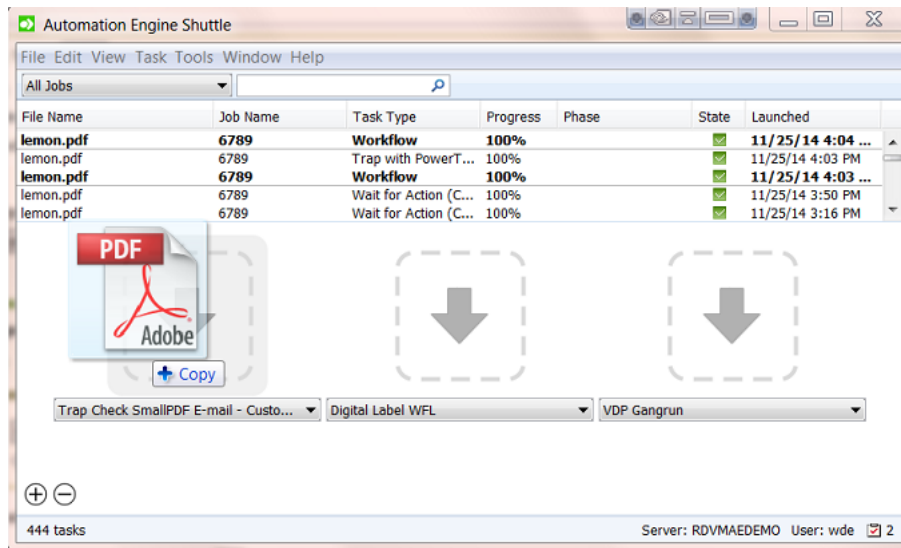 Automation Engine Shuttle
File Edit View Task Tools Window Help
All Jobs
File Name Job Name Task Type Progress Phase State Launched
lemon.pdf 6789 Workflow 100% 11/25/14 4:04 ...
lemon.pdf 6789 Trap with PowerT... 100% 11/25/14 4:03 PM
lemon.pdf 6789 Workflow 100% 11/25/14 4:03 ...
lemon.pdf 6789 Wait for Action (C... 100% 11/25/14 3:50 PM
lemon.pdf 6789 Wait for Action (C... 100% 11/25/14 3:16 PM
PDF
Adobe
Copy
Trap Check SmallPDF E-mail - Custo... Digital Label WFL VDP Gangrun
444 tasks Server: RDVMAEDEMO User: wde 2